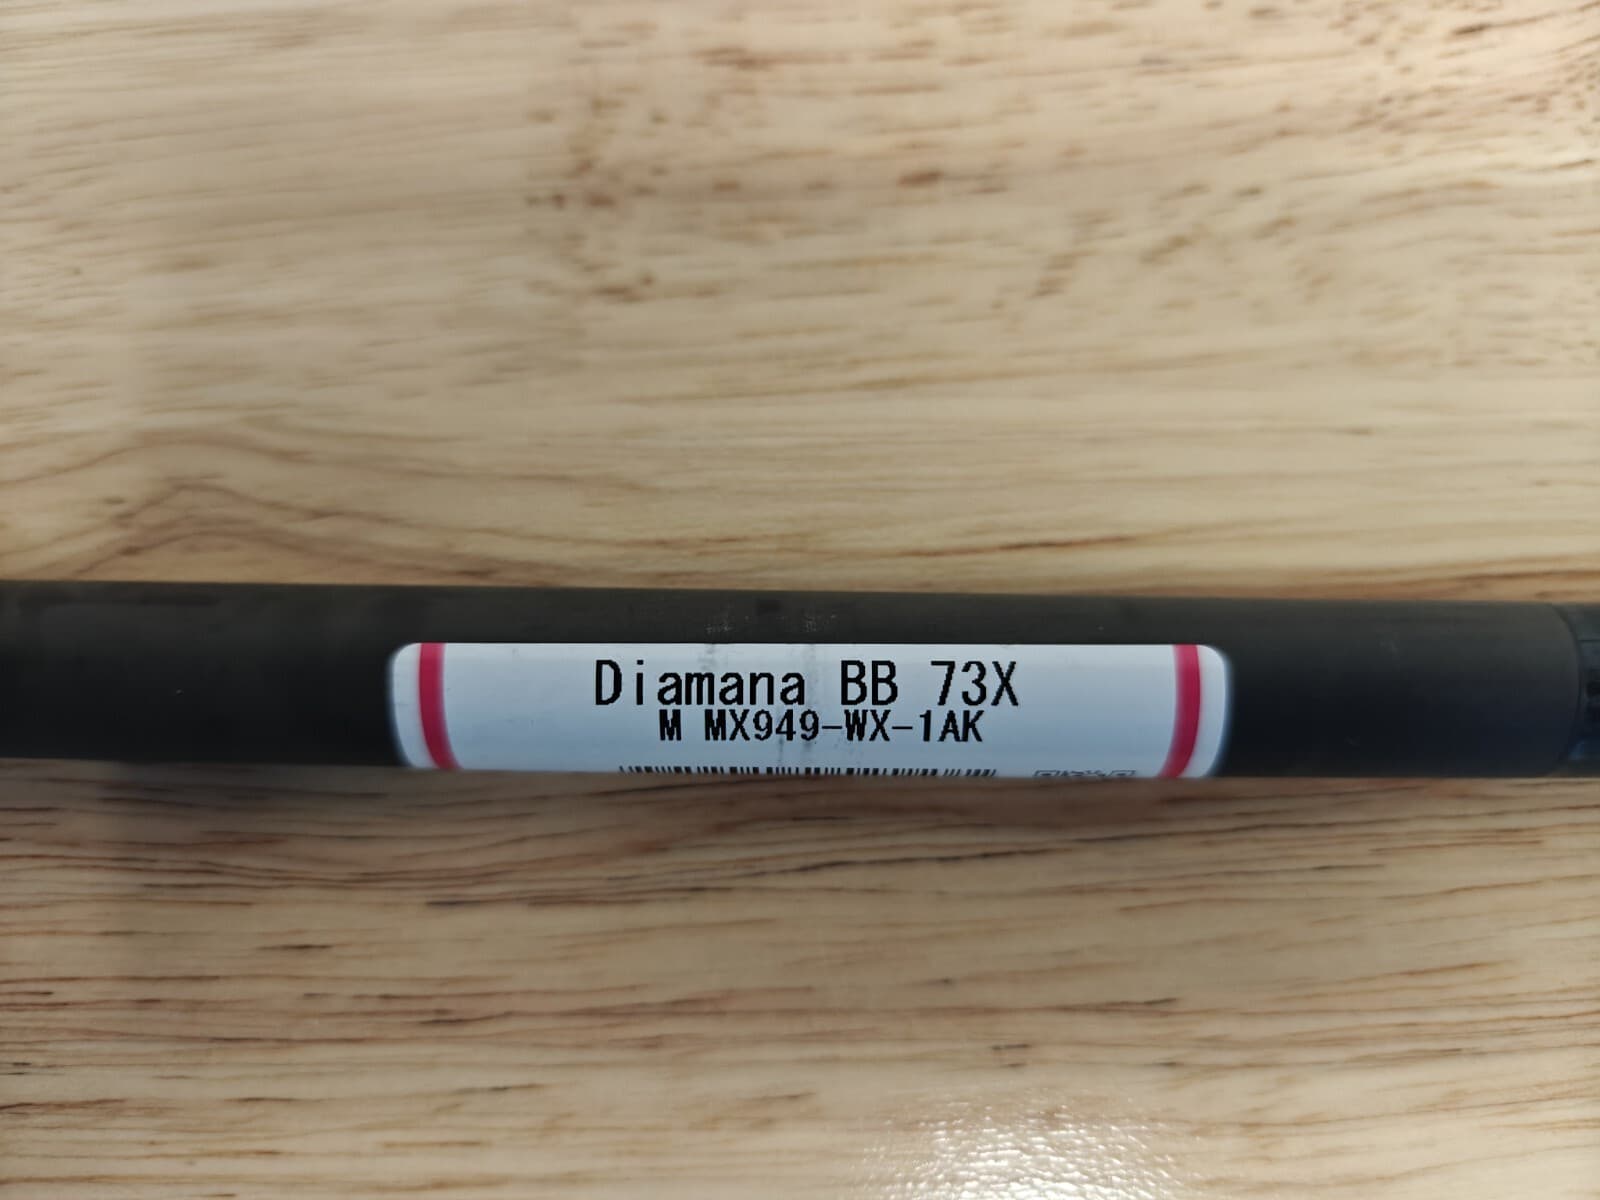 Diamana BB 73X
M MX949-WX-1AK